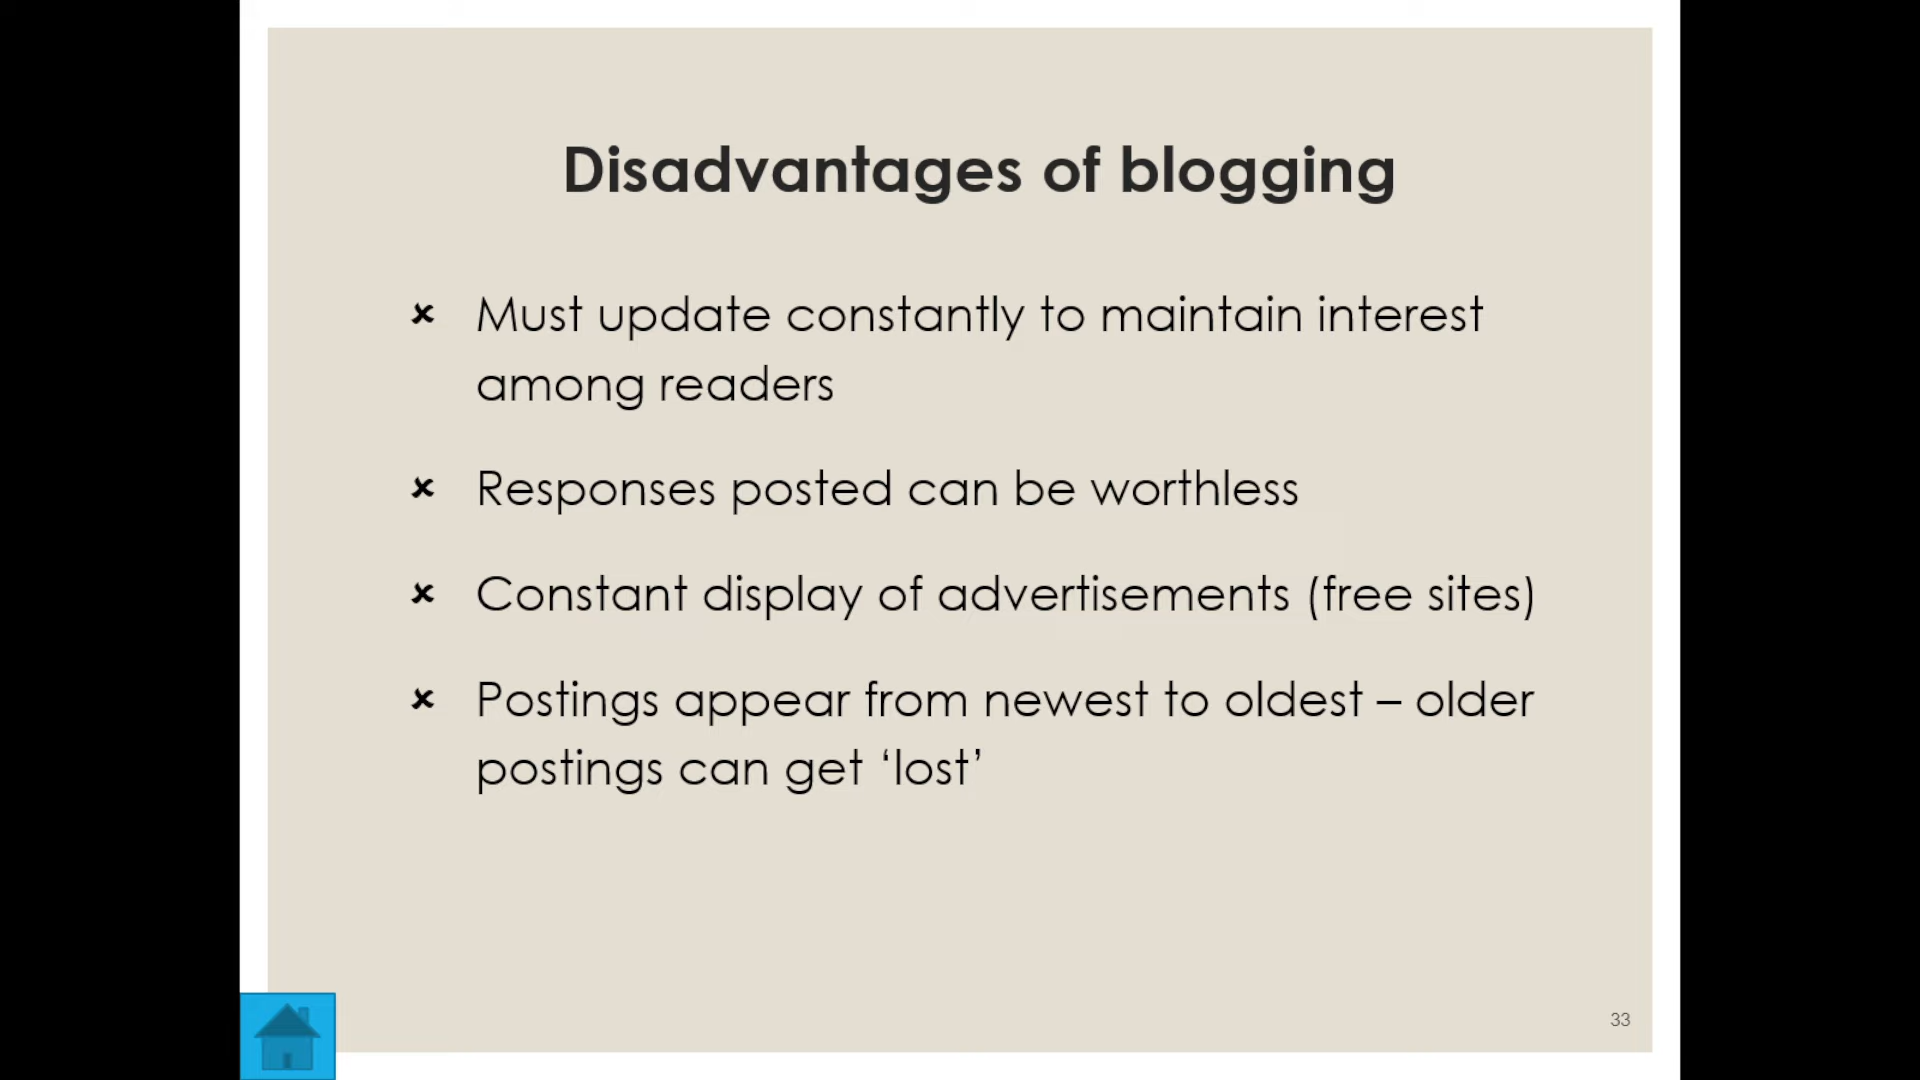 Disadvantages of blogging
× Must update constantly to maintain interest
among readers
× Responses posted can be worthless
× Constant display of advertisements (free sites)
× Postings appear from newest to oldest – older
postings can get ‘lost’
33